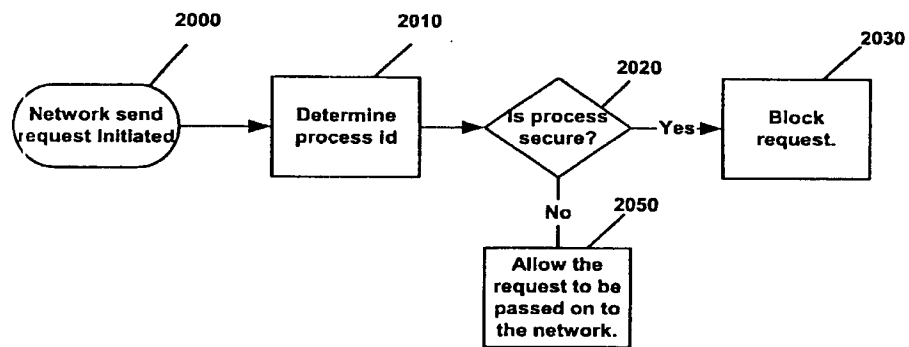 2000
Network send
request Initiated
2010
Determine
process id
2020
Is process
secure?
Yes
2030
Block
request.
No
2050
Allow the
request to be
passed on to
the network.